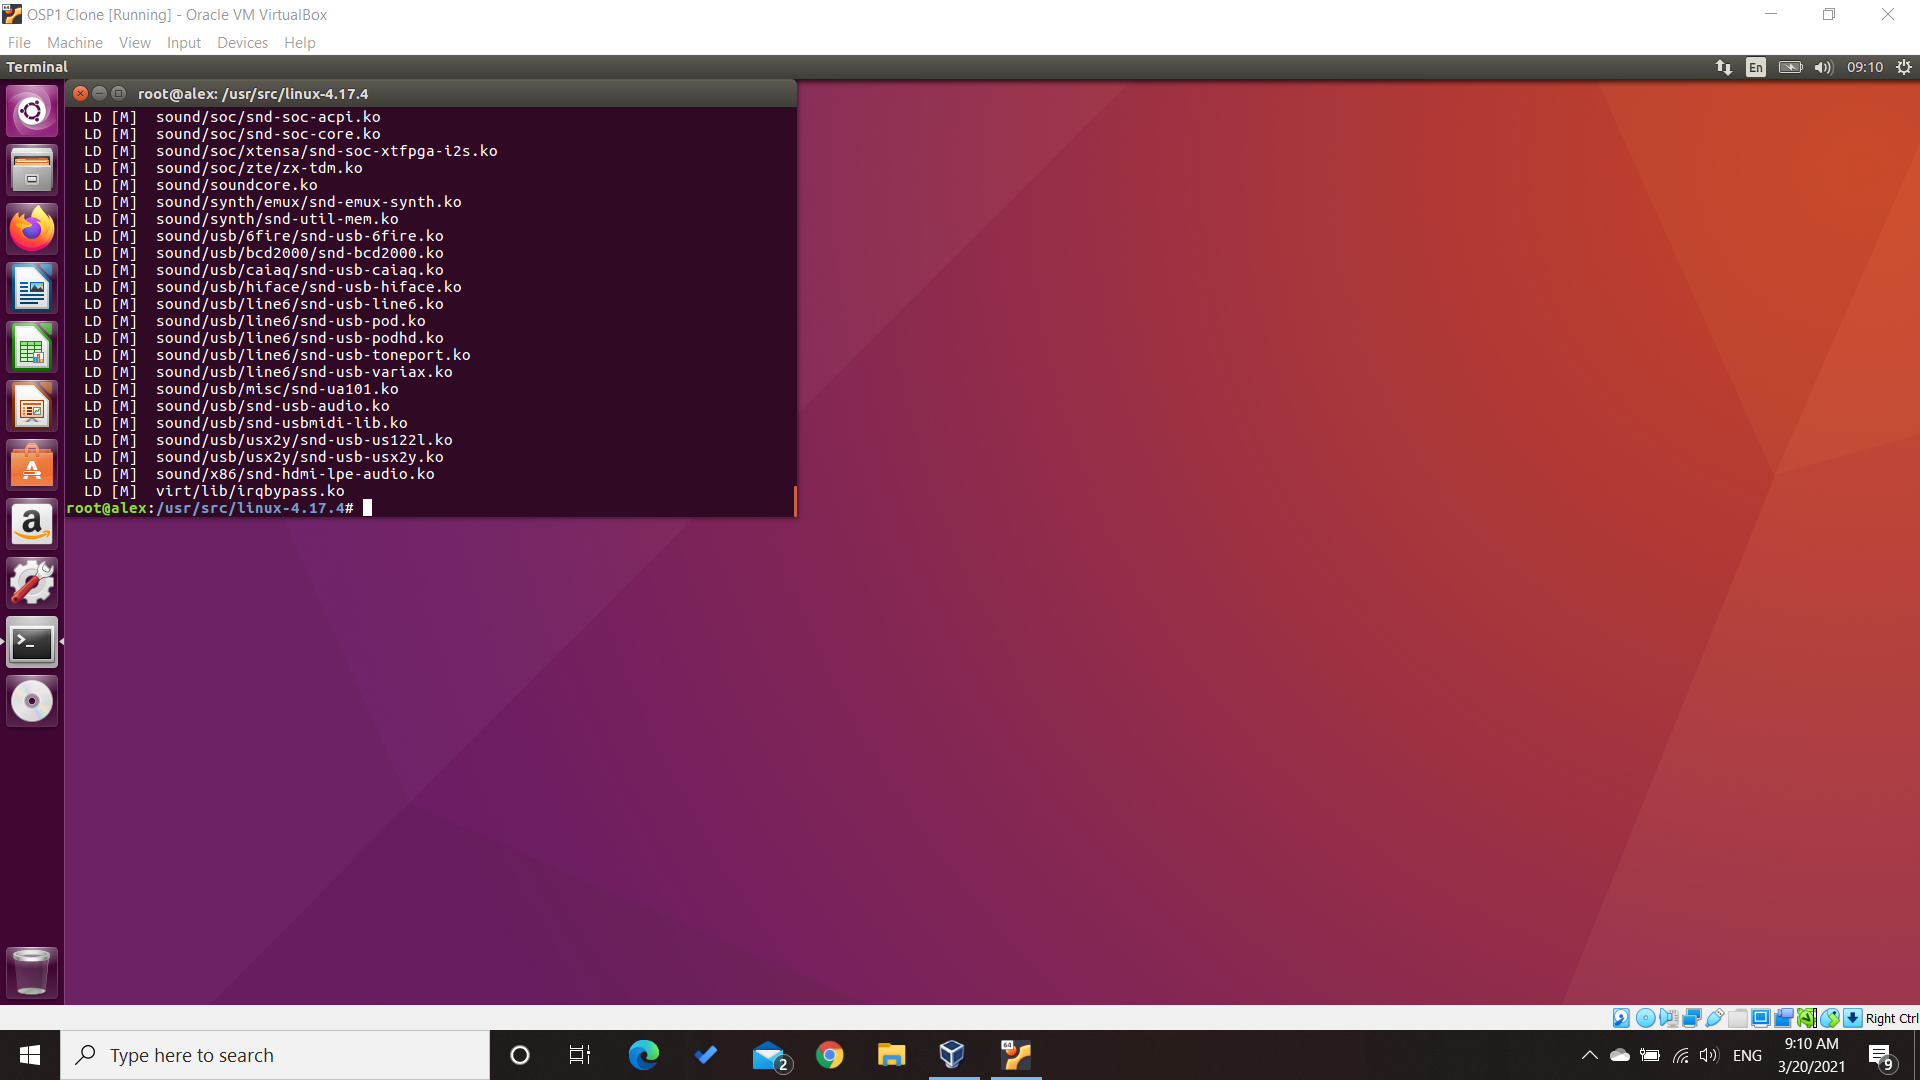 OSP1 Clone [Running] - Oracle VM VirtualBox
File Machine View Input Devices Help
Terminal
En
09:10
root@alex: /usr/src/linux-4.17.4
LD [M]  sound/soc/snd-soc-acpi.ko
LD [M]  sound/soc/snd-soc-core.ko
LD [M]  sound/soc/xtensa/snd-soc-xtfpga-i2s.ko
LD [M]  sound/soc/zte/zx-tdm.ko
LD [M]  sound/soundcore.ko
LD [M]  sound/synth/emux/snd-emux-synth.ko
LD [M]  sound/synth/snd-util-mem.ko
LD [M]  sound/usb/6fire/snd-usb-6fire.ko
LD [M]  sound/usb/bcd2000/snd-bcd2000.ko
LD [M]  sound/usb/caiaq/snd-usb-caiaq.ko
LD [M]  sound/usb/hiface/snd-usb-hiface.ko
LD [M]  sound/usb/line6/snd-usb-line6.ko
LD [M]  sound/usb/line6/snd-usb-pod.ko
LD [M]  sound/usb/line6/snd-usb-podhd.ko
LD [M]  sound/usb/line6/snd-usb-toneport.ko
LD [M]  sound/usb/line6/snd-usb-variax.ko
LD [M]  sound/usb/misc/snd-ua101.ko
LD [M]  sound/usb/snd-usb-audio.ko
LD [M]  sound/usb/snd-usbmidi-lib.ko
LD [M]  sound/usb/usx2y/snd-usb-us122l.ko
LD [M]  sound/usb/usx2y/snd-usb-usx2y.ko
LD [M]  sound/x86/snd-hdmi-lpe-audio.ko
LD [M]  virt/lib/irqbypass.ko
root@alex:/usr/src/linux-4.17.4#
Right Ctrl
Type here to search
2
64
ENG
9:10 AM
3/20/2021
9